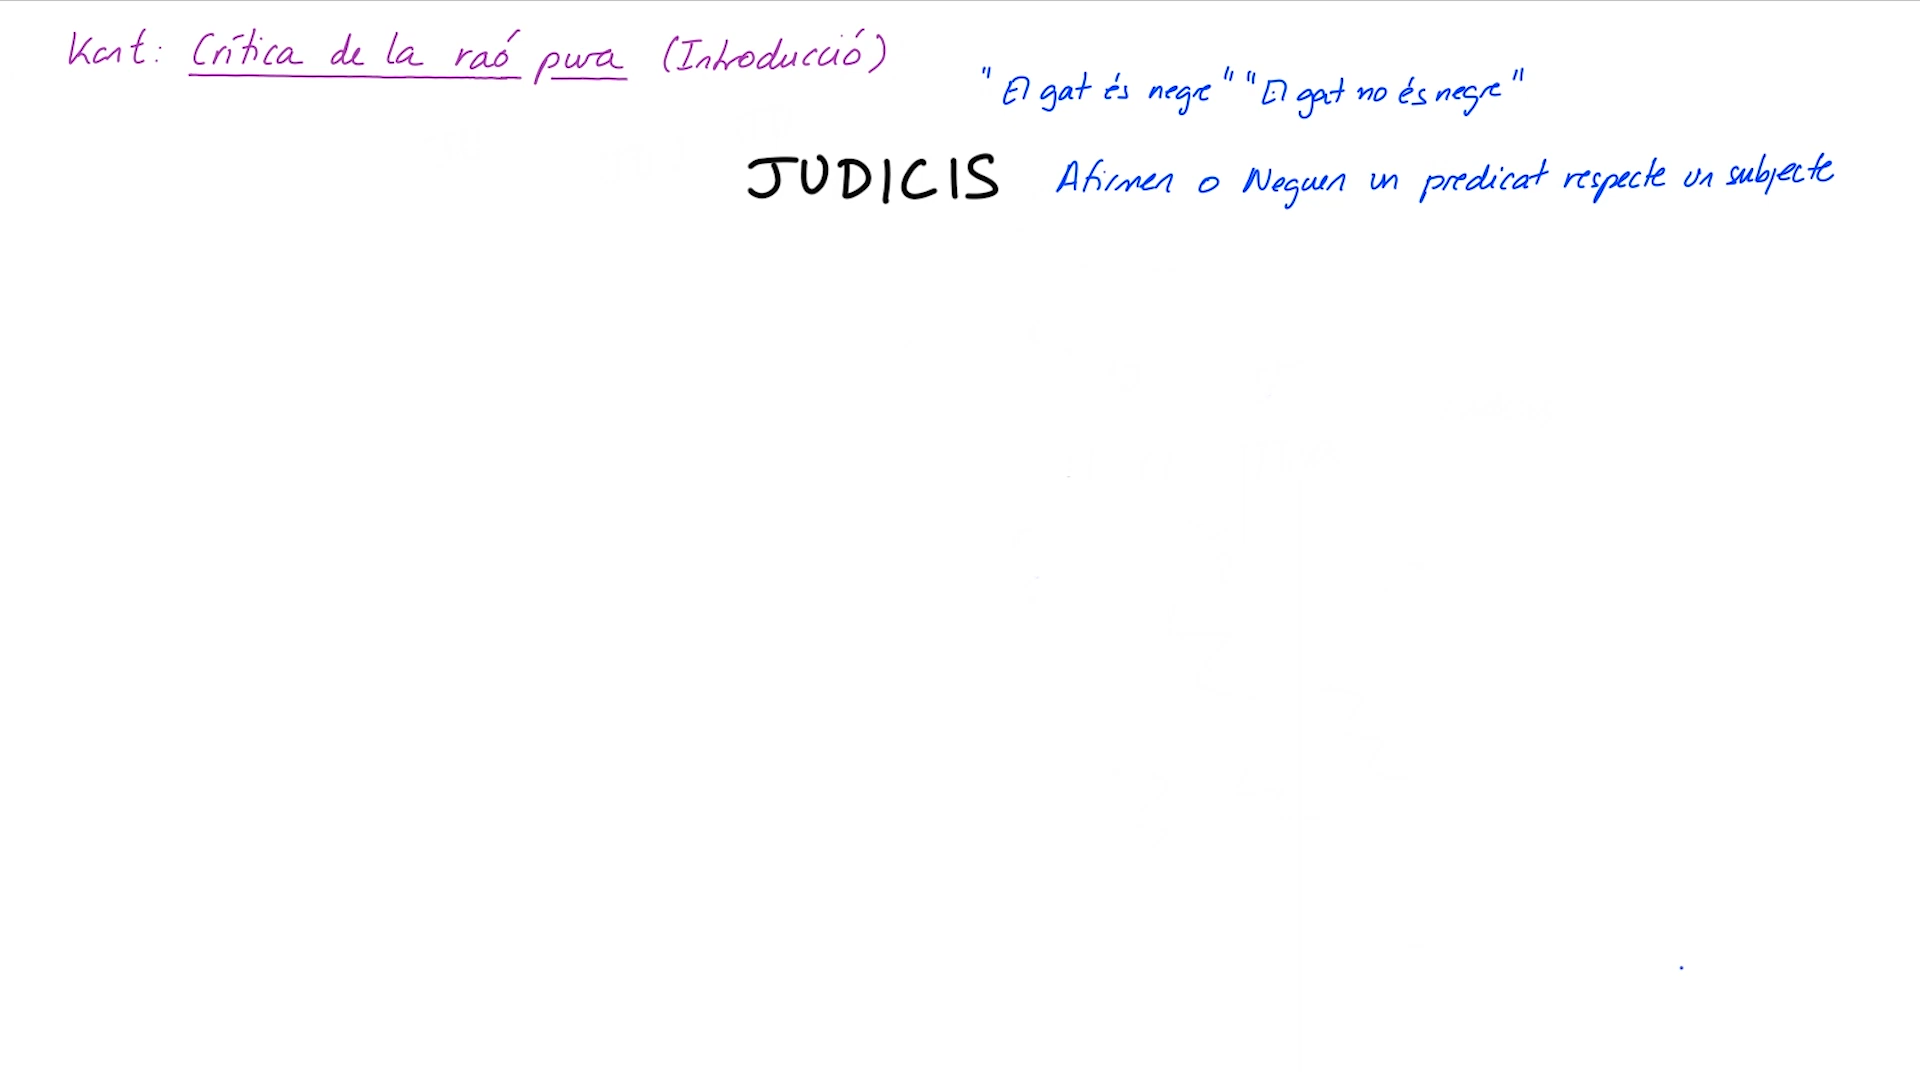 Kant: Crítica de la raó pura (Introducció)
"El gat és negre" "El gat no és negre"
JUDICIS Afirmen o Neguen un predicat respecte un subjecte